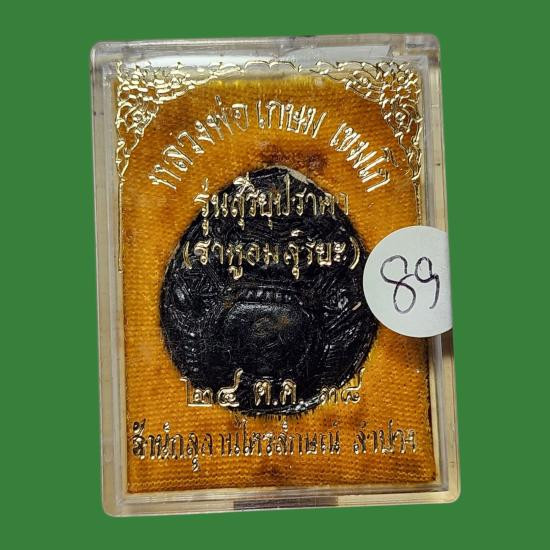 หลวงพ่อเกษม เขมโก
รุ่นสุริยุปราคา
(ราหูอมสุริยะ)
89
๒๔ ต.ค. ๓๘
สำนักสุสานไตรลักษณ์ ลำปาง